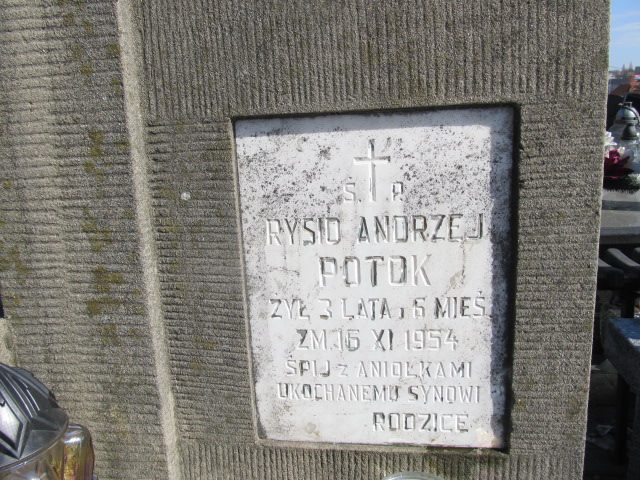 Ś. P.
RYSIO ANDRZEJ
POTOK
ŻYŁ 3 LATA i 6 MIEŚ.
ZM. 16 XI 1954
ŚPIJ z ANIOŁKAMI
UKOCHANEMU SYNOWI
RODZICE